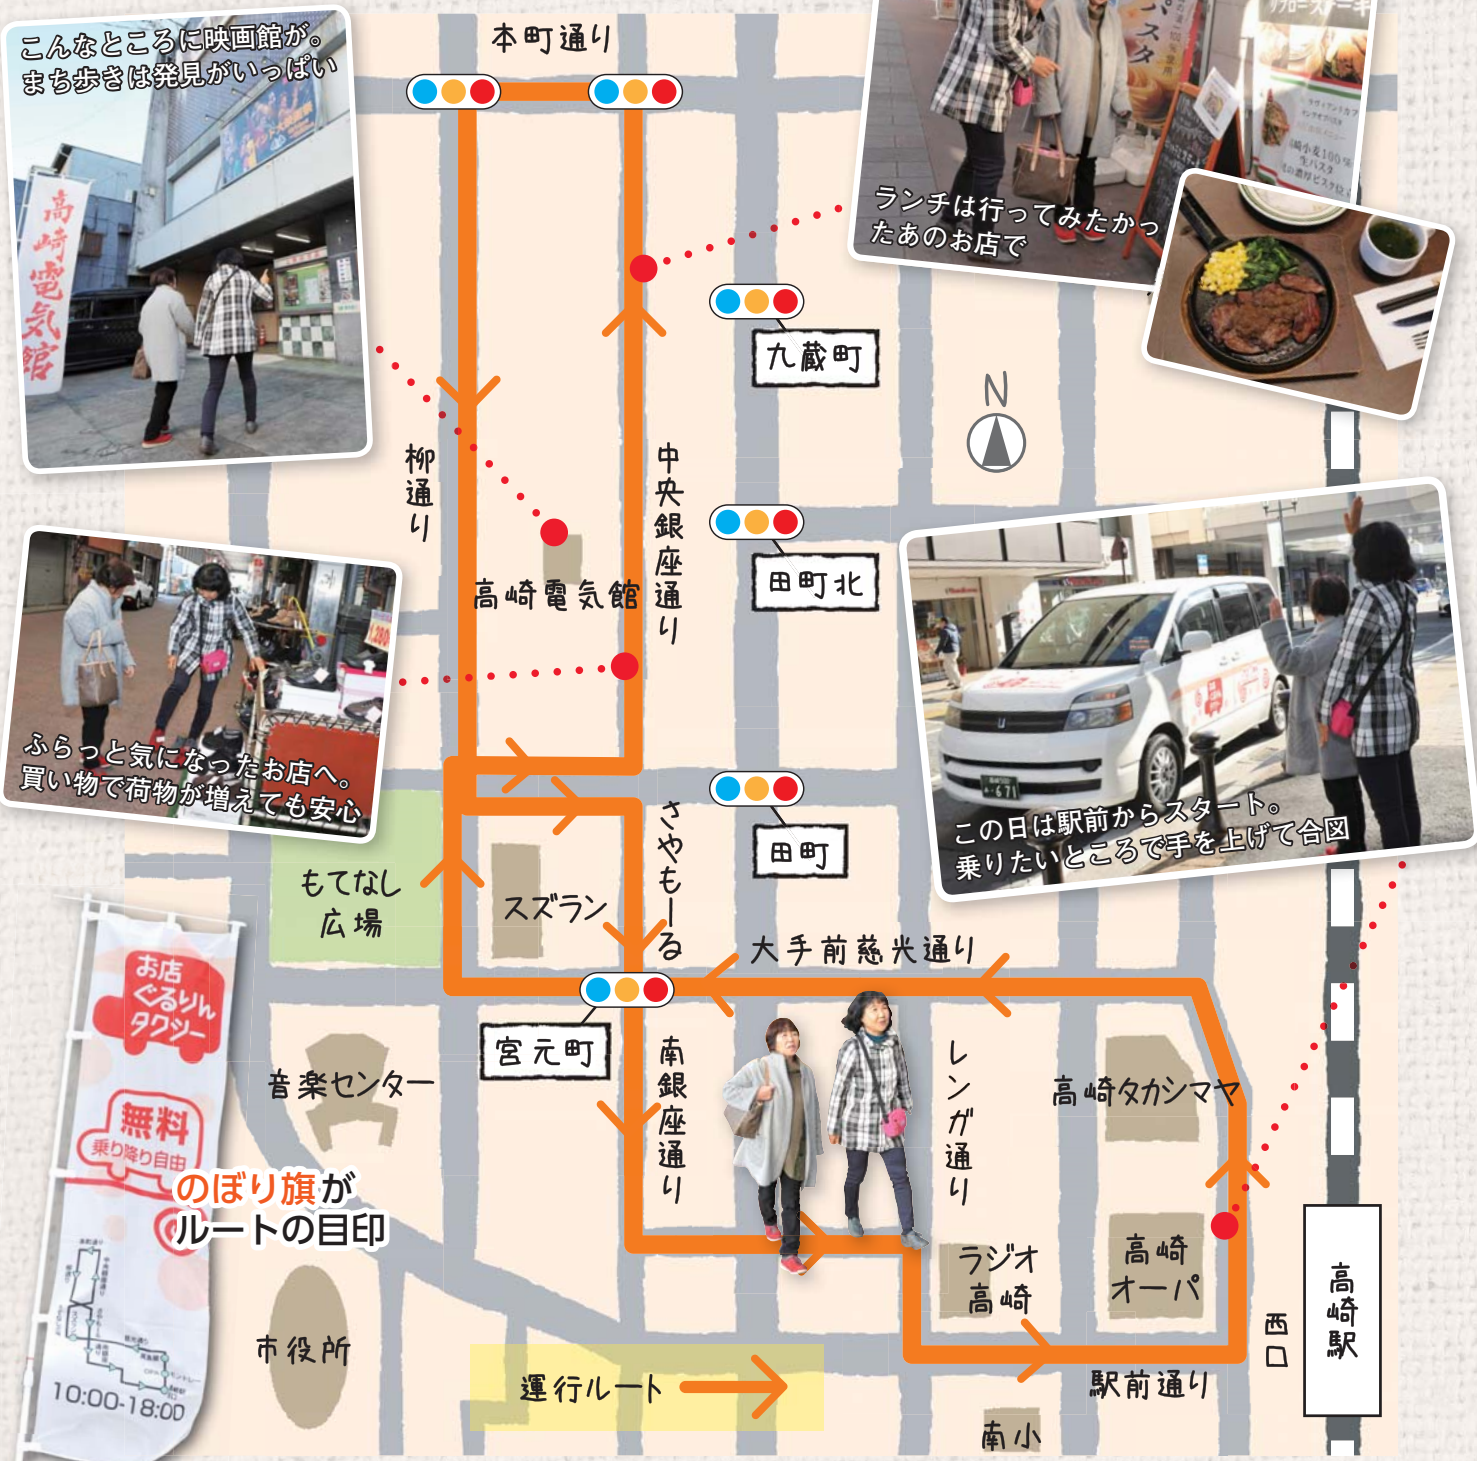 こんなところに映画館が。
まち歩きは発見がいっぱい
高崎電気館
本町通り
パスタ
ランチは行ってみたかっ
たあのお店で
九蔵町
N
柳通り
中央銀座通り
高崎電気館
田町北
ふらっと気になったお店へ。
買い物で荷物が増えても安心
この日は駅前からスタート。
乗りたいところで手を上げて合図
田町
さやもーる
もてなし
広場
スズラン
大手前慈光通り
お店
ぐるりん
タクシー
無料
乗り降り自由
10:00-18:00
のぼり旗が
ルートの目印
宮元町
音楽センター
南銀座通り
レンガ通り
高崎タカシマヤ
ラジオ
高崎
高崎
オーパ
高崎駅
西口
市役所
運行ルート
駅前通り
南小